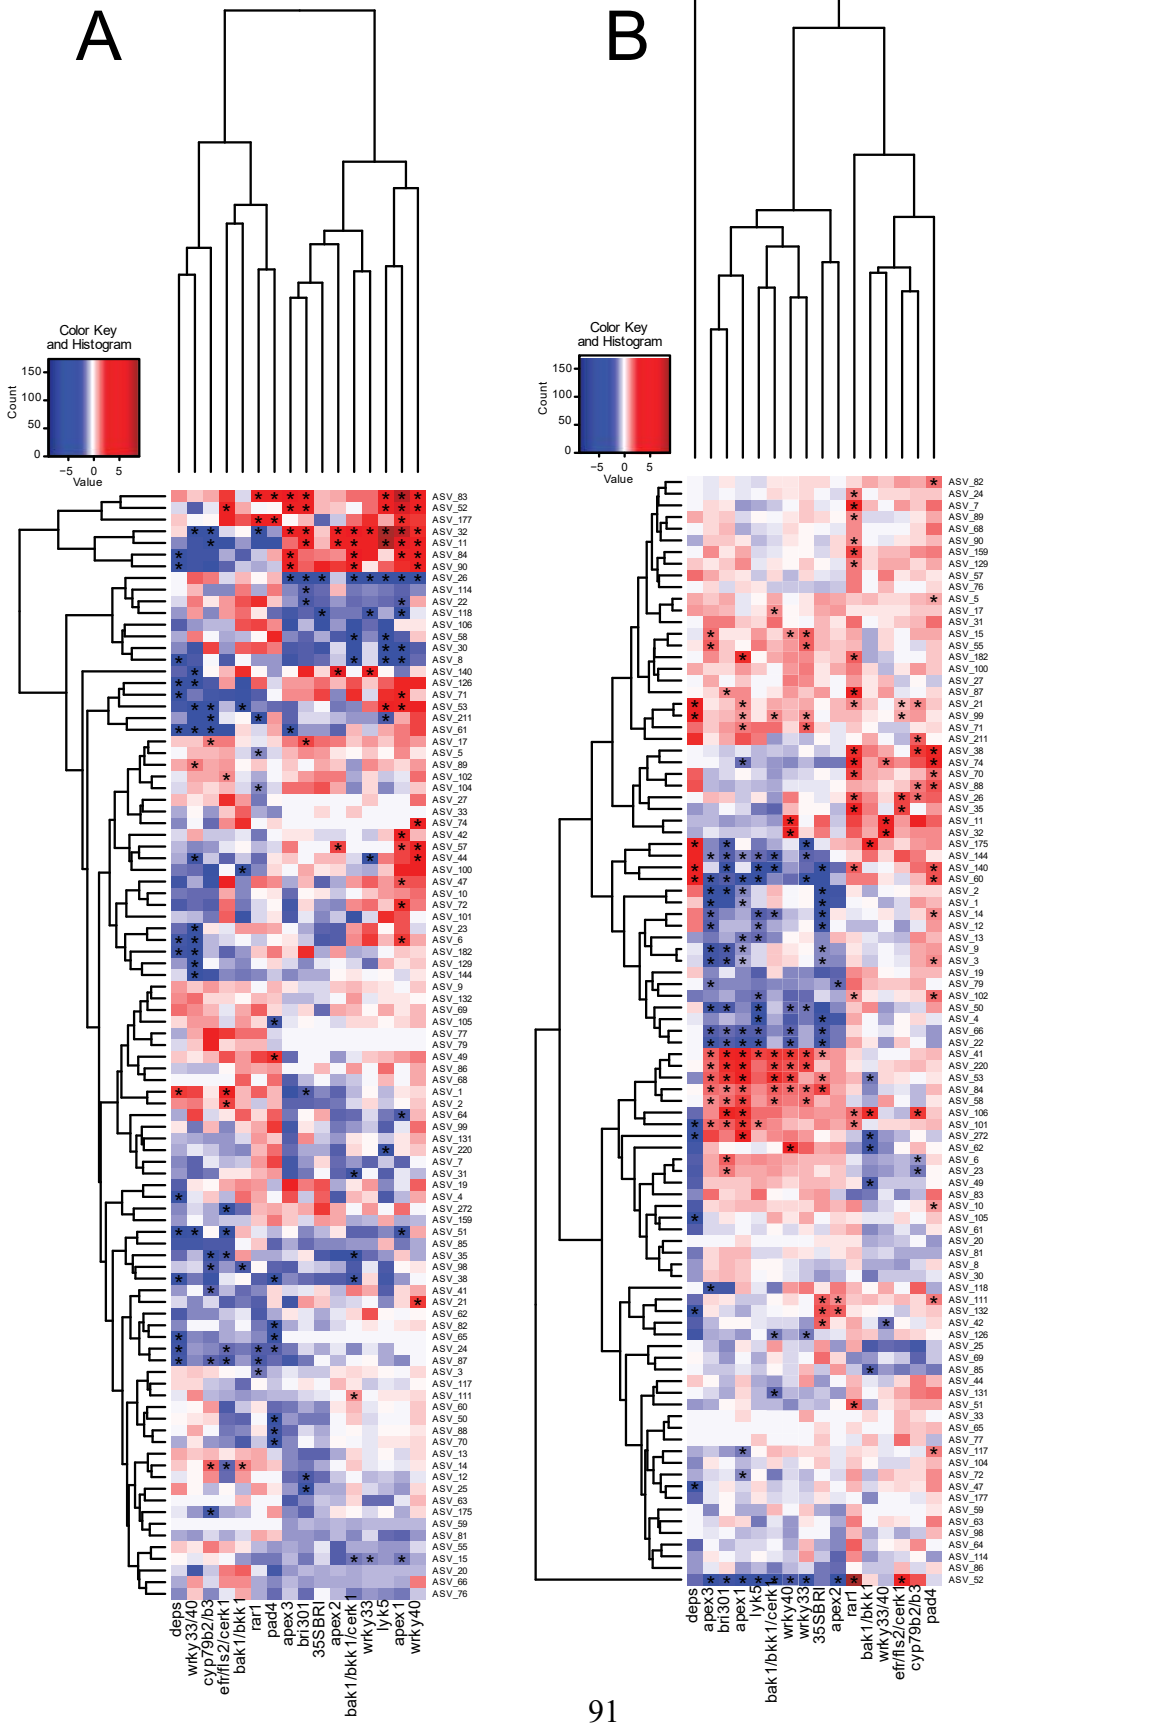 A
B
Color Key
and Histogram
Count
150
100
50
0
−5 0 5
Value
Color Key
and Histogram
Count
150
100
50
0
−5 0 5
Value
ASV_83
ASV_52
ASV_177
ASV_32
ASV_11
ASV_84
ASV_90
ASV_26
ASV_114
ASV_22
ASV_118
ASV_106
ASV_58
ASV_30
ASV_8
ASV_140
ASV_126
ASV_71
ASV_53
ASV_211
ASV_61
ASV_17
ASV_5
ASV_89
ASV_102
ASV_104
ASV_27
ASV_33
ASV_74
ASV_42
ASV_57
ASV_44
ASV_100
ASV_47
ASV_10
ASV_72
ASV_101
ASV_23
ASV_6
ASV_182
ASV_129
ASV_144
ASV_9
ASV_132
ASV_69
ASV_105
ASV_77
ASV_79
ASV_49
ASV_86
ASV_68
ASV_1
ASV_2
ASV_64
ASV_99
ASV_131
ASV_220
ASV_7
ASV_31
ASV_19
ASV_4
ASV_272
ASV_159
ASV_51
ASV_85
ASV_35
ASV_98
ASV_38
ASV_41
ASV_21
ASV_62
ASV_82
ASV_65
ASV_24
ASV_87
ASV_3
ASV_117
ASV_111
ASV_60
ASV_50
ASV_88
ASV_70
ASV_13
ASV_14
ASV_12
ASV_25
ASV_63
ASV_175
ASV_59
ASV_81
ASV_55
ASV_15
ASV_20
ASV_66
ASV_76
deps
wrky33/40
cyp79b2/b3
efr/fls2/cerk1
bak1/bkk1
rar1
pad4
apex3
bri301
35SBRI
apex2
bak1/bkk1/cerk1
wrky33
lyk5
apex1
wrky40
ASV_82
ASV_24
ASV_7
ASV_89
ASV_68
ASV_90
ASV_159
ASV_129
ASV_57
ASV_76
ASV_5
ASV_17
ASV_31
ASV_15
ASV_55
ASV_182
ASV_100
ASV_27
ASV_87
ASV_21
ASV_99
ASV_71
ASV_211
ASV_38
ASV_74
ASV_70
ASV_88
ASV_26
ASV_35
ASV_11
ASV_32
ASV_175
ASV_144
ASV_140
ASV_60
ASV_2
ASV_1
ASV_14
ASV_12
ASV_13
ASV_9
ASV_3
ASV_19
ASV_79
ASV_102
ASV_50
ASV_4
ASV_66
ASV_22
ASV_41
ASV_220
ASV_53
ASV_84
ASV_58
ASV_106
ASV_101
ASV_272
ASV_62
ASV_6
ASV_23
ASV_49
ASV_83
ASV_10
ASV_105
ASV_61
ASV_20
ASV_81
ASV_8
ASV_30
ASV_118
ASV_111
ASV_132
ASV_42
ASV_126
ASV_25
ASV_69
ASV_85
ASV_44
ASV_131
ASV_51
ASV_33
ASV_65
ASV_77
ASV_117
ASV_104
ASV_72
ASV_47
ASV_177
ASV_59
ASV_63
ASV_98
ASV_64
ASV_114
ASV_86
ASV_52
deps
apex3
bri301
apex1
lyk5
bak1/bkk1/cerk1
wrky40
wrky33
35SBRI
apex2
rar1
bak1/bkk1
wrky33/40
efr/fls2/cerk1
cyp79b2/b3
pad4
91